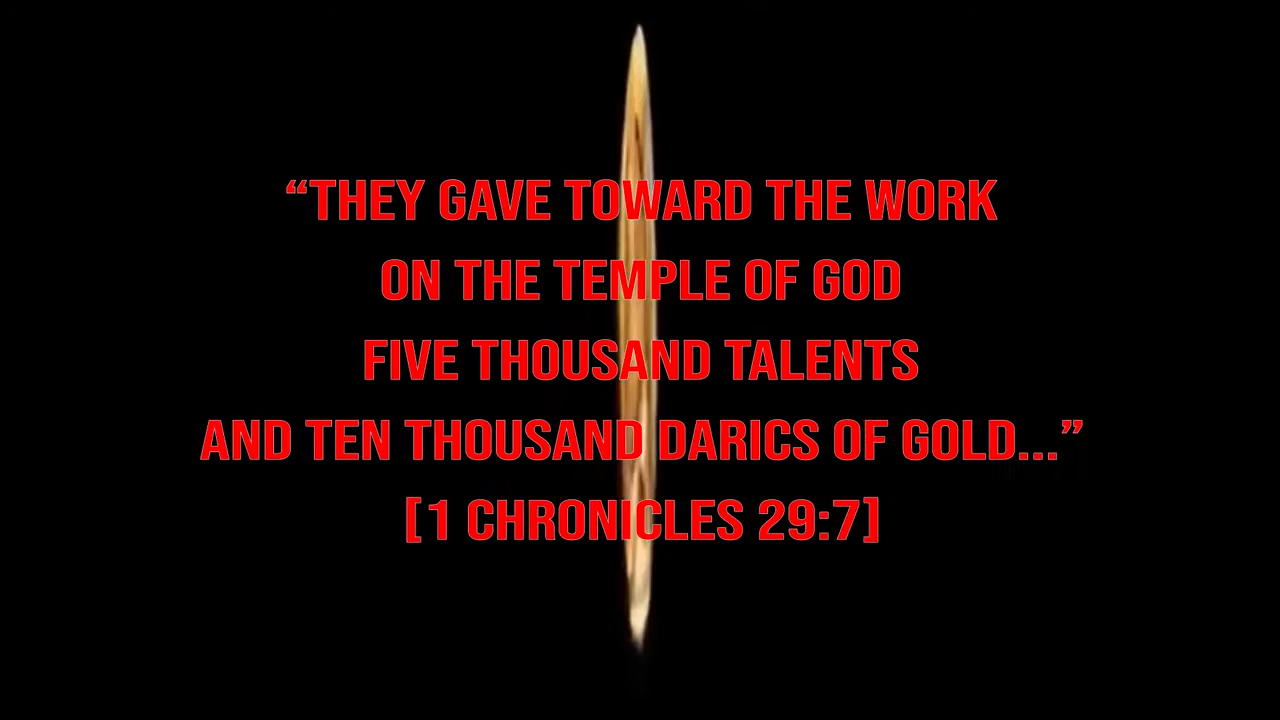 “THEY GAVE TOWARD THE WORK
ON THE TEMPLE OF GOD
FIVE THOUSAND TALENTS
AND TEN THOUSAND DARICS OF GOLD...”
[1 CHRONICLES 29:7]